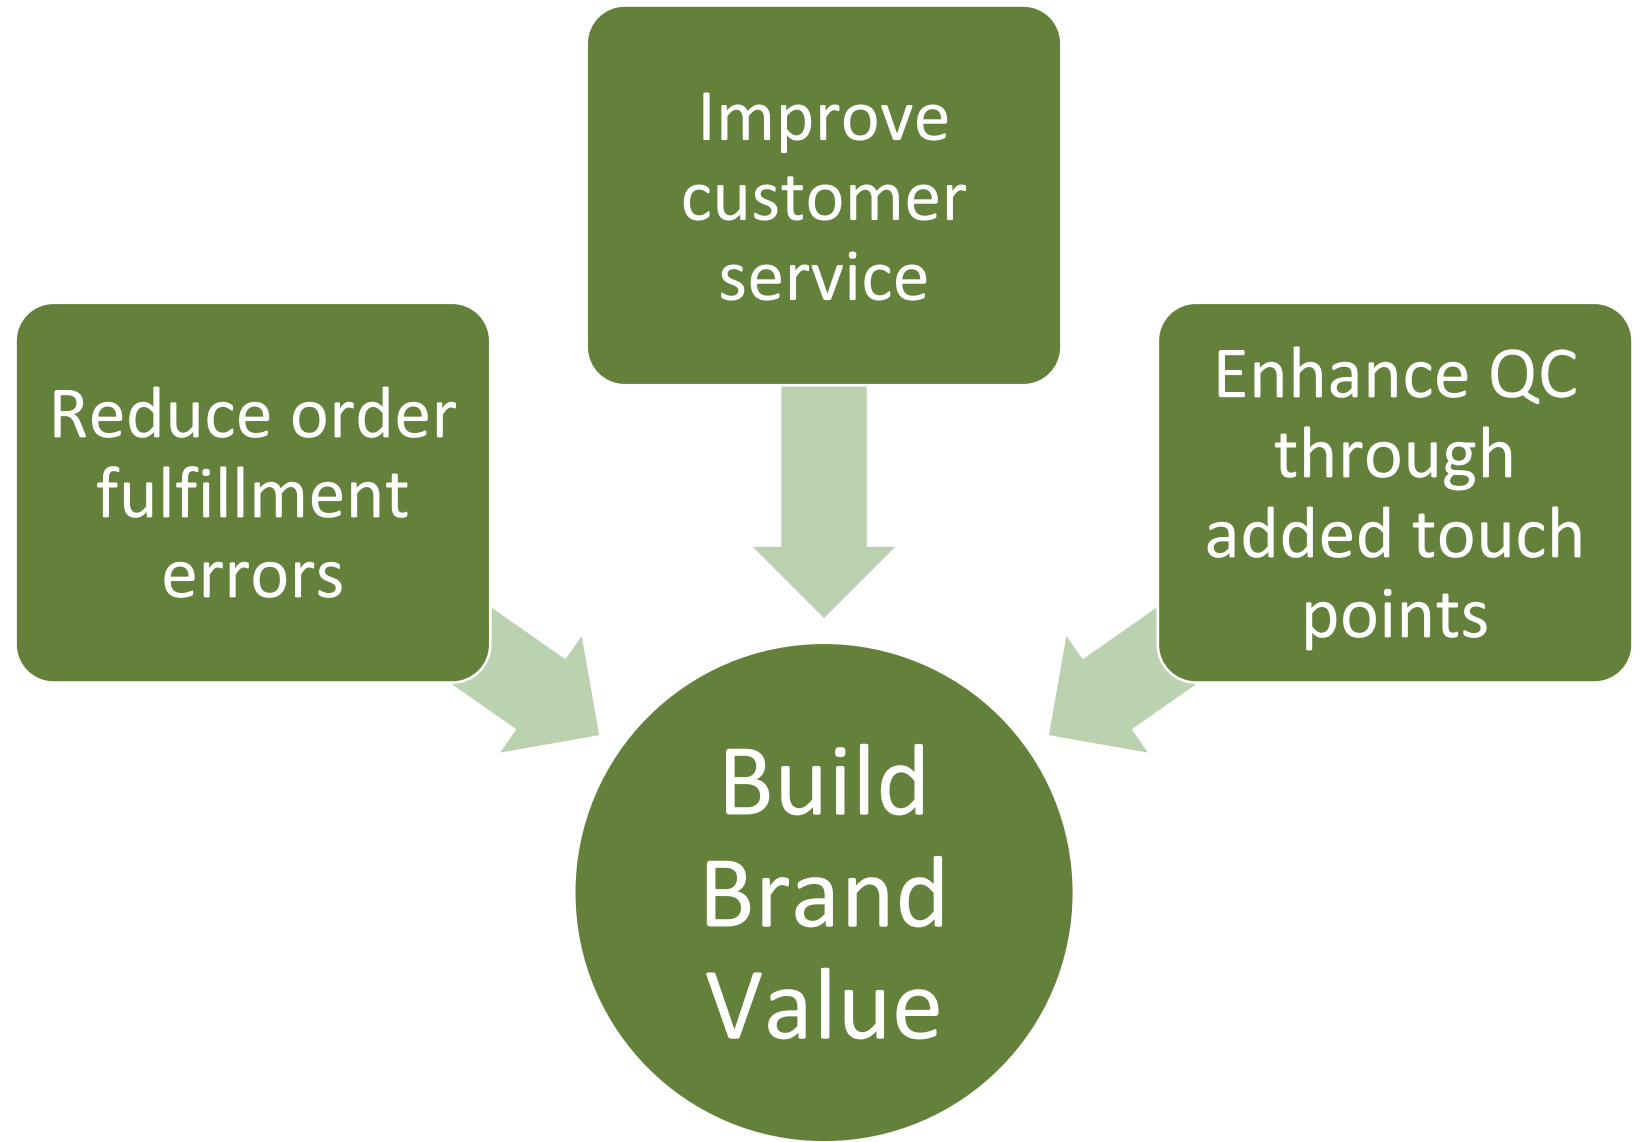 Improve
customer
service
Reduce order
fulfillment
errors
Enhance QC
through
added touch
points
Build
Brand
Value